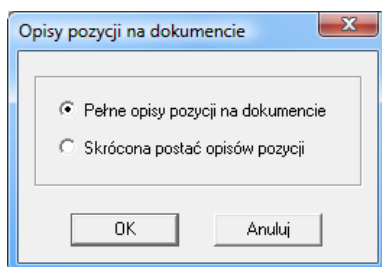 Opisy pozycji na dokumencie
Pełne opisy pozycji na dokumencie
Skrócona postać opisów pozycji
OK Anuluj